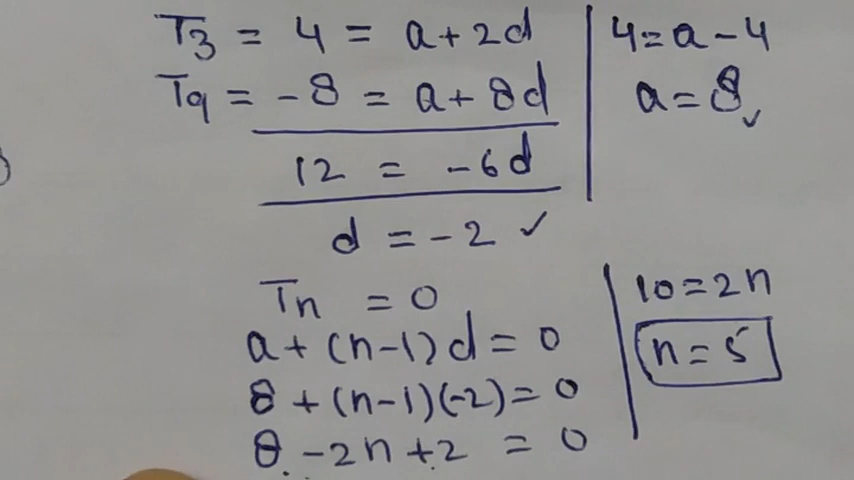 T₃ = 4 = a + 2d
T₉ = -8 = a + 8d
12 = -6d
d = -2 ✓
4 = a - 4
a = 8 ✓
Tₙ = 0
a + (n-1)d = 0
8 + (n-1)(-2) = 0
8 - 2n + 2 = 0
10 = 2n
n = 5